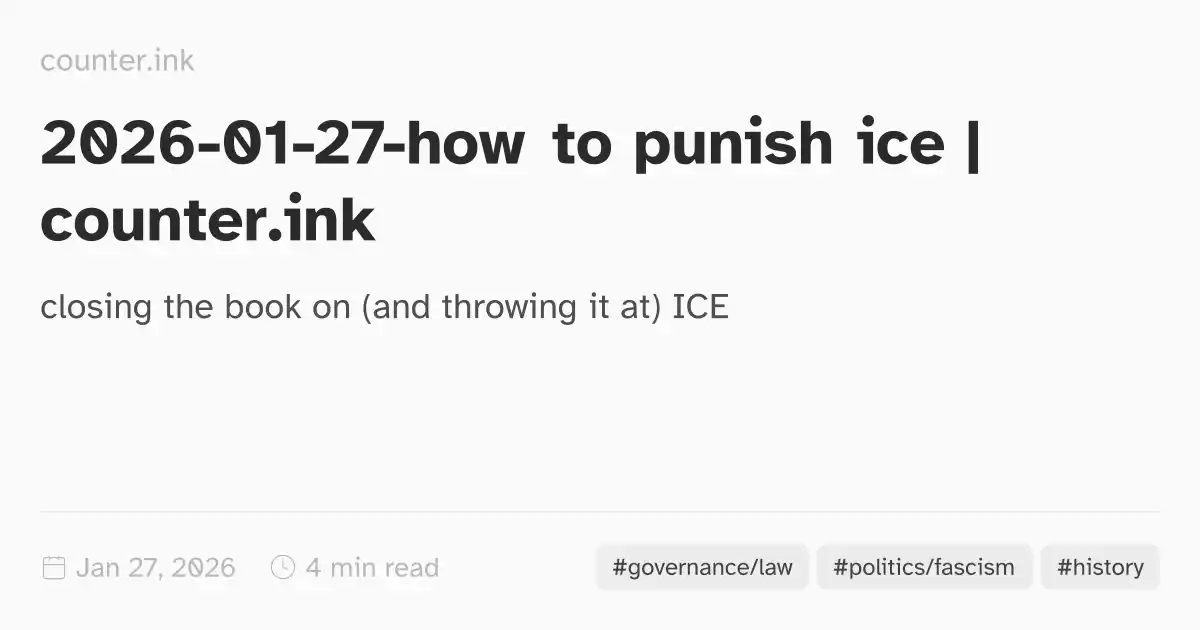 counter.ink
2026-01-27-how to punish ice |
counter.ink
closing the book on (and throwing it at) ICE
Jan 27, 2026 4 min read #governance/law #politics/fascism #history